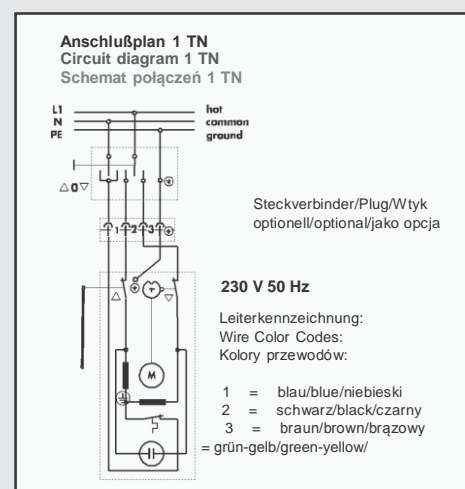 Anschlußplan 1 TN
Circuit diagram 1 TN
Schemat połączeń 1 TN
L1 hot
N common
PE ground
△ 0 ▽
1 2 3
Steckverbinder/Plug/Wtyk
optionell/optional/jako opcja
△ ▽
230 V 50 Hz
Leiterkennzeichnung:
Wire Color Codes:
Kolory przewodów:
M
1 = blau/blue/niebieski
2 = schwarz/black/czarny
3 = braun/brown/brązowy
= grün-gelb/green-yellow/